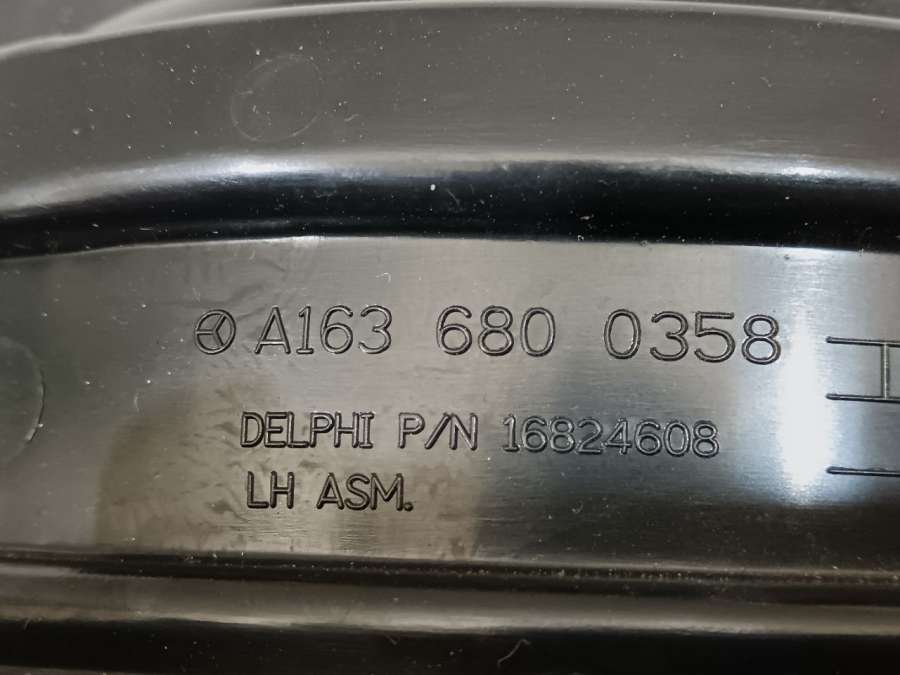 A163 680 0358
DELPHI P/N 16824608
LH ASM.